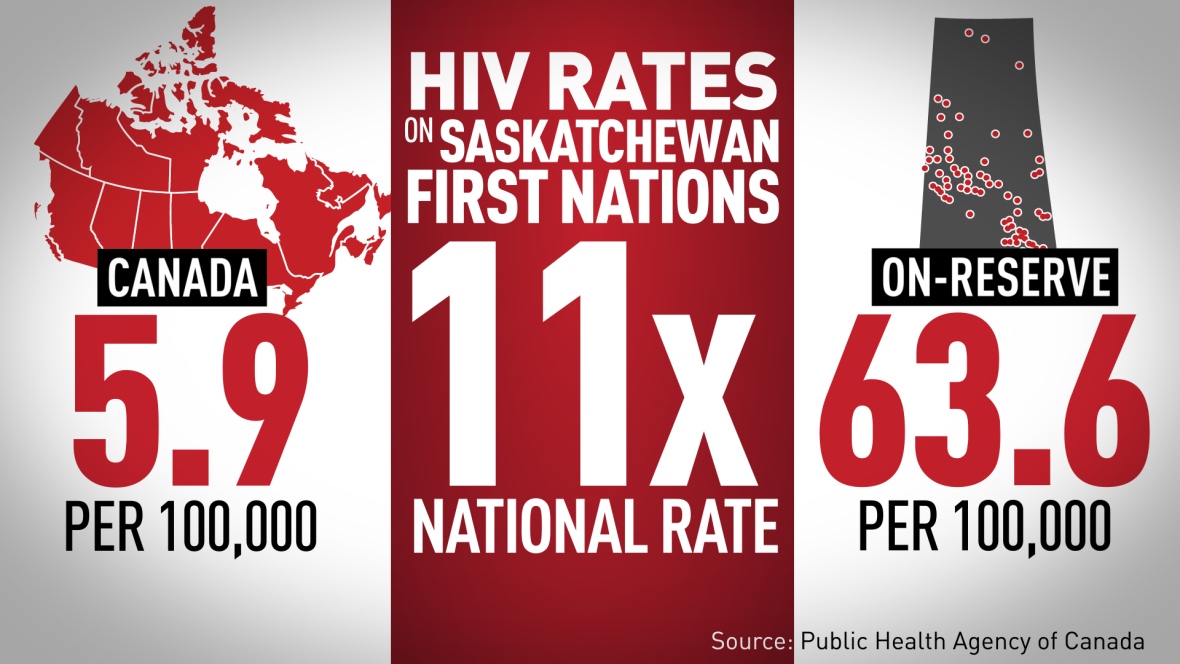 CANADA
5.9
PER 100,000
HIV RATES
ON SASKATCHEWAN
FIRST NATIONS
11x
NATIONAL RATE
ON-RESERVE
63.6
PER 100,000
Source: Public Health Agency of Canada